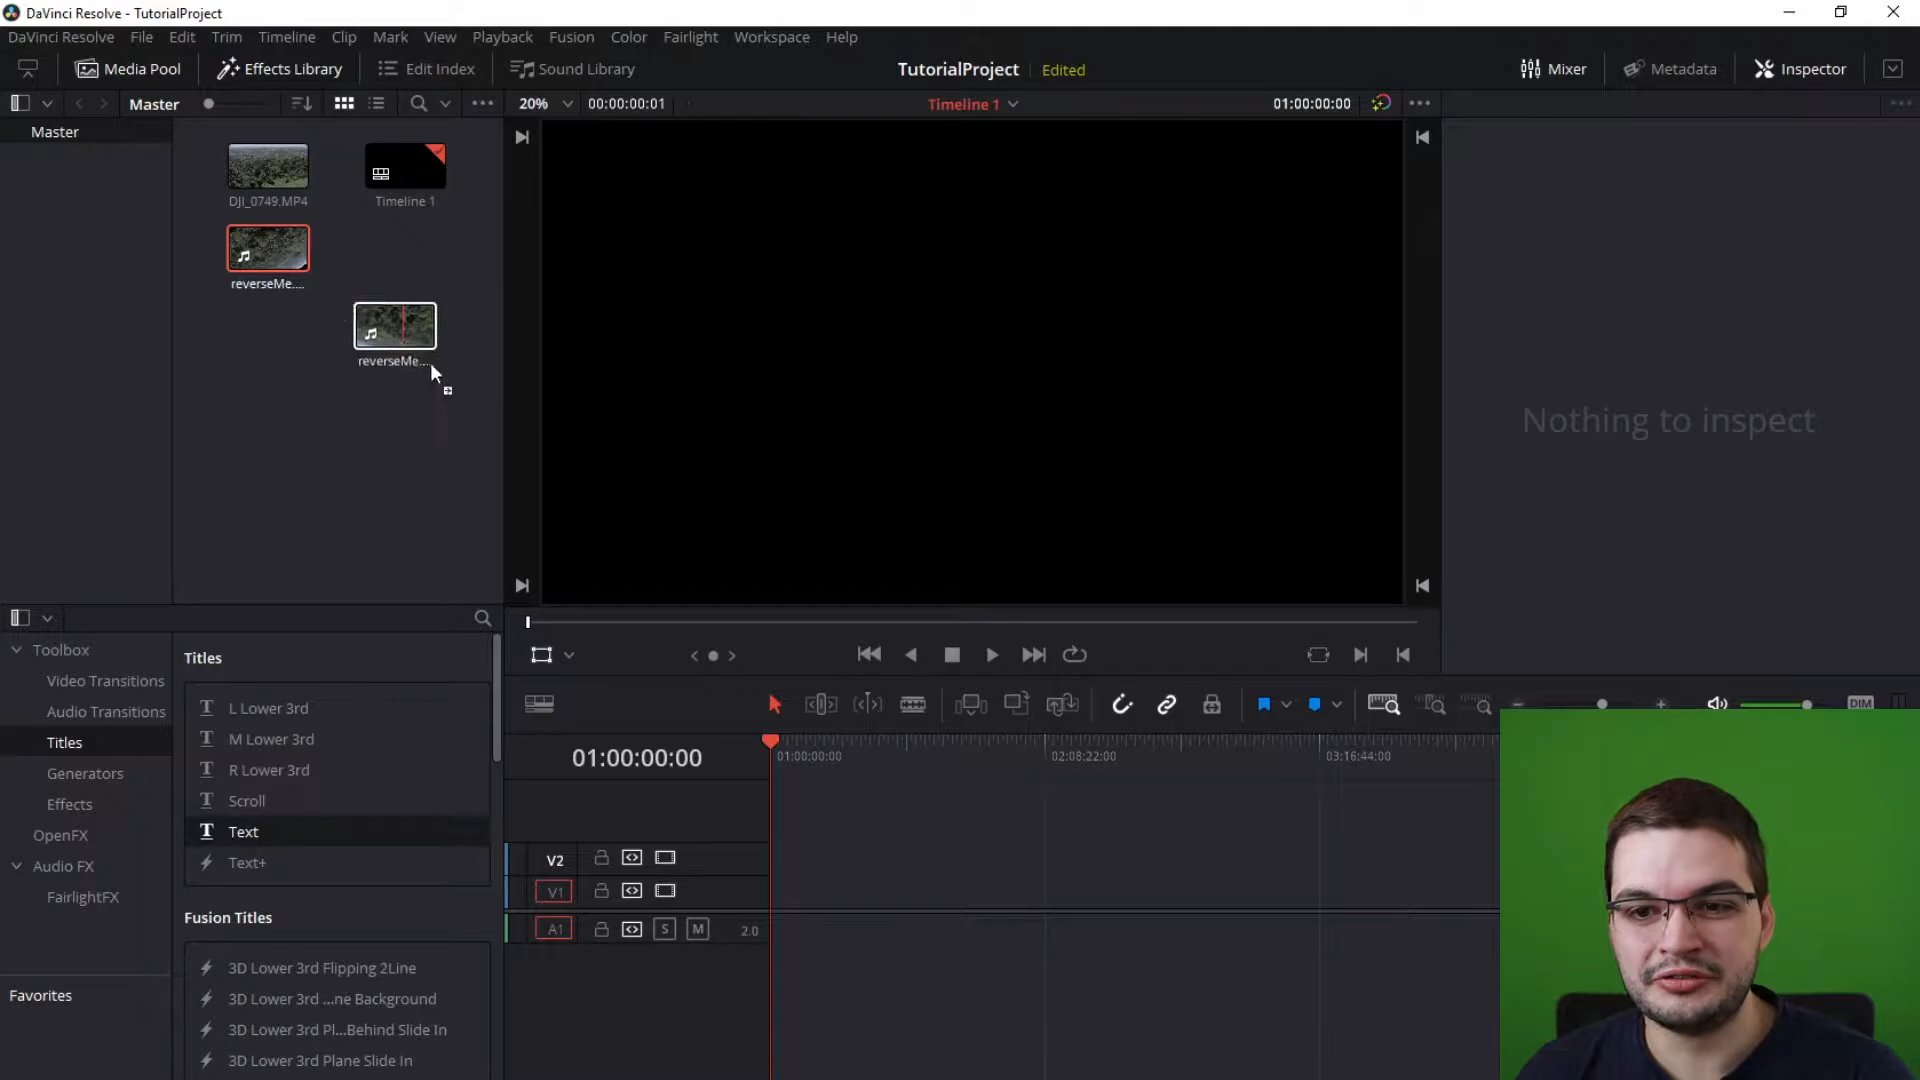 DaVinci Resolve - TutorialProject
DaVinci Resolve File Edit Trim Timeline Clip Mark View Playback Fusion Color Fairlight Workspace Help
Media Pool Effects Library Edit Index Sound Library TutorialProject Edited Mixer Metadata Inspector
Master 20% 00:00:00:01 Timeline 1 01:00:00:00
Master
DJI_0749.MP4 Timeline 1
reverseMe....
reverseMe...
Nothing to inspect
Toolbox
Video Transitions
Audio Transitions
Titles
Generators
Effects
OpenFX
Audio FX
FairlightFX
Favorites
Titles
L Lower 3rd
M Lower 3rd
R Lower 3rd
Scroll
Text
Text+
Fusion Titles
3D Lower 3rd Flipping 2Line
3D Lower 3rd ...ne Background
3D Lower 3rd Pl...Behind Slide In
3D Lower 3rd Plane Slide In
DIM
01:00:00:00 01:00:00:00 02:08:22:00 03:16:44:00
V2
V1
A1 S M 2.0